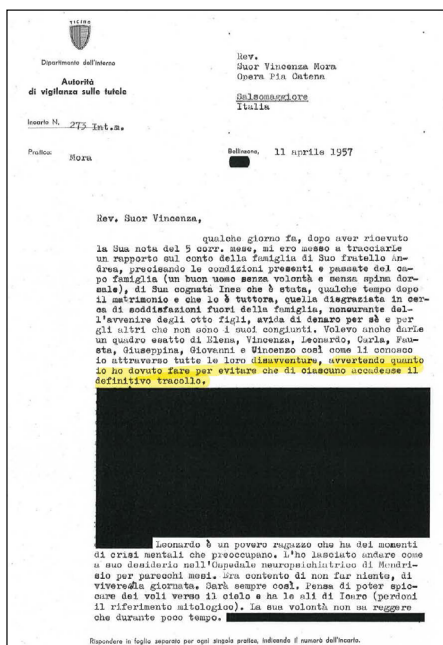 TICINO
Dipartimento dell'Interno
Autorità
di vigilanza sulle tutele
Incarto N. 273 Int.m.
Pratica: Mora
Rev.
Suor Vincenza Mora
Opera Pia Catena
Salsomaggiore
Italia
Bellinzona, 11 aprile 1957
Rev. Suor Vincenza,
qualche giorno fa, dopo aver ricevuto
la Sua nota del 5 corr. mese, mi ero messo a tracciarLe
un rapporto sul conto della famiglia di Suo fratello An-
drea, precisando le condizioni presenti e passate del ca-
po famiglia (un buon uomo senza volontà e senza spina dor-
sale), di Sua cognata Ines che è stata, qualche tempo dopo
il matrimonio e che lo è tuttora, quella disgraziata in cer-
ca di soddisfazioni fuori della famiglia, noncurante del-
l'avvenire degli otto figli, avida di denaro per sè e per
gli altri che non sono i suoi congiunti. Volevo anche darLe
un quadro esatto di Elena, Vincenza, Leonardo, Carla, Fau-
sta, Giuseppina, Giovanni e Vincenzo così come li conosco
io attraverso tutte le loro disavventure, avvertendo quanto
io ho dovuto fare per evitare che di ciascuno accadesse il
definitivo tracollo.
Leonardo è un povero ragazzo che ha dei momenti
di crisi mentali che preoccupano. L'ho lasciato andare come
a suo desiderio nell'Ospedale neuropsichiatrico di Mendri-
sio per parecchi mesi. Era contento di non far niente, di
vivere la giornata. Sarà sempre così. Pensa di poter spic-
care dei voli verso il cielo e ha le ali di Icaro (perdoni
il riferimento mitologico). La sua volontà non sa reggere
che durante poco tempo.
Rispondere in foglio separato per ogni singola pratica, indicando il numero dell'incarto.